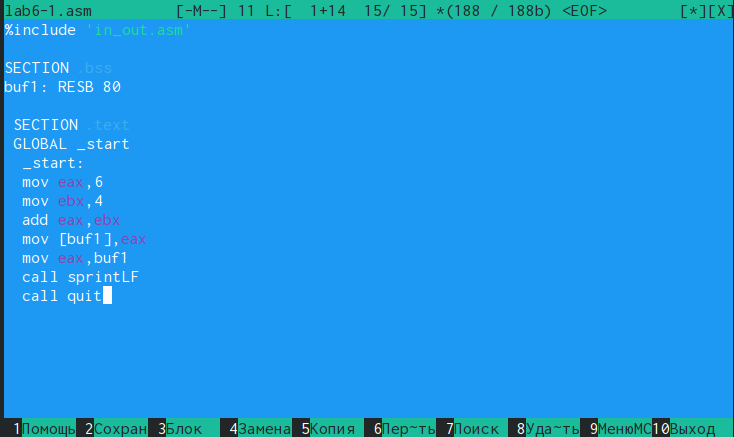 lab6-1.asm [-M--] 11 L:[ 1+14 15/ 15] *(188 / 188b) <EOF> [*][X]
%include 'in_out.asm'
SECTION .bss
buf1: RESB 80
SECTION .text
GLOBAL _start
_start:
mov eax,6
mov ebx,4
add eax,ebx
mov [buf1],eax
mov eax,buf1
call sprintLF
call quit
1Помощь 2Сохран 3Блок 4Замена 5Копия 6Пер~ть 7Поиск 8Уда~ть 9МенюMC 10Выход